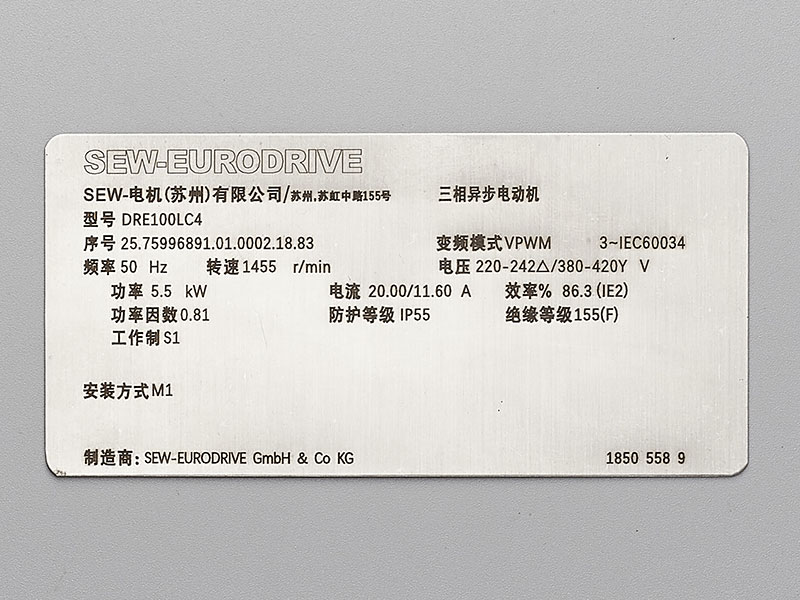 SEW-EURODRIVE
SEW-电机(苏州)有限公司/苏州.苏虹中路155号 三相异步电动机
型号 DRE100LC4
序号 25.75996891.01.0002.18.83 变频模式VPWM 3~IEC60034
频率 50 Hz 转速 1455 r/min 电压 220-242△/380-420Y V
功率 5.5 kW 电流 20.00/11.60 A 效率% 86.3 (IE2)
功率因数 0.81 防护等级 IP55 绝缘等级 155(F)
工作制 S1
安装方式 M1
制造商: SEW-EURODRIVE GmbH & Co KG 1850 558 9